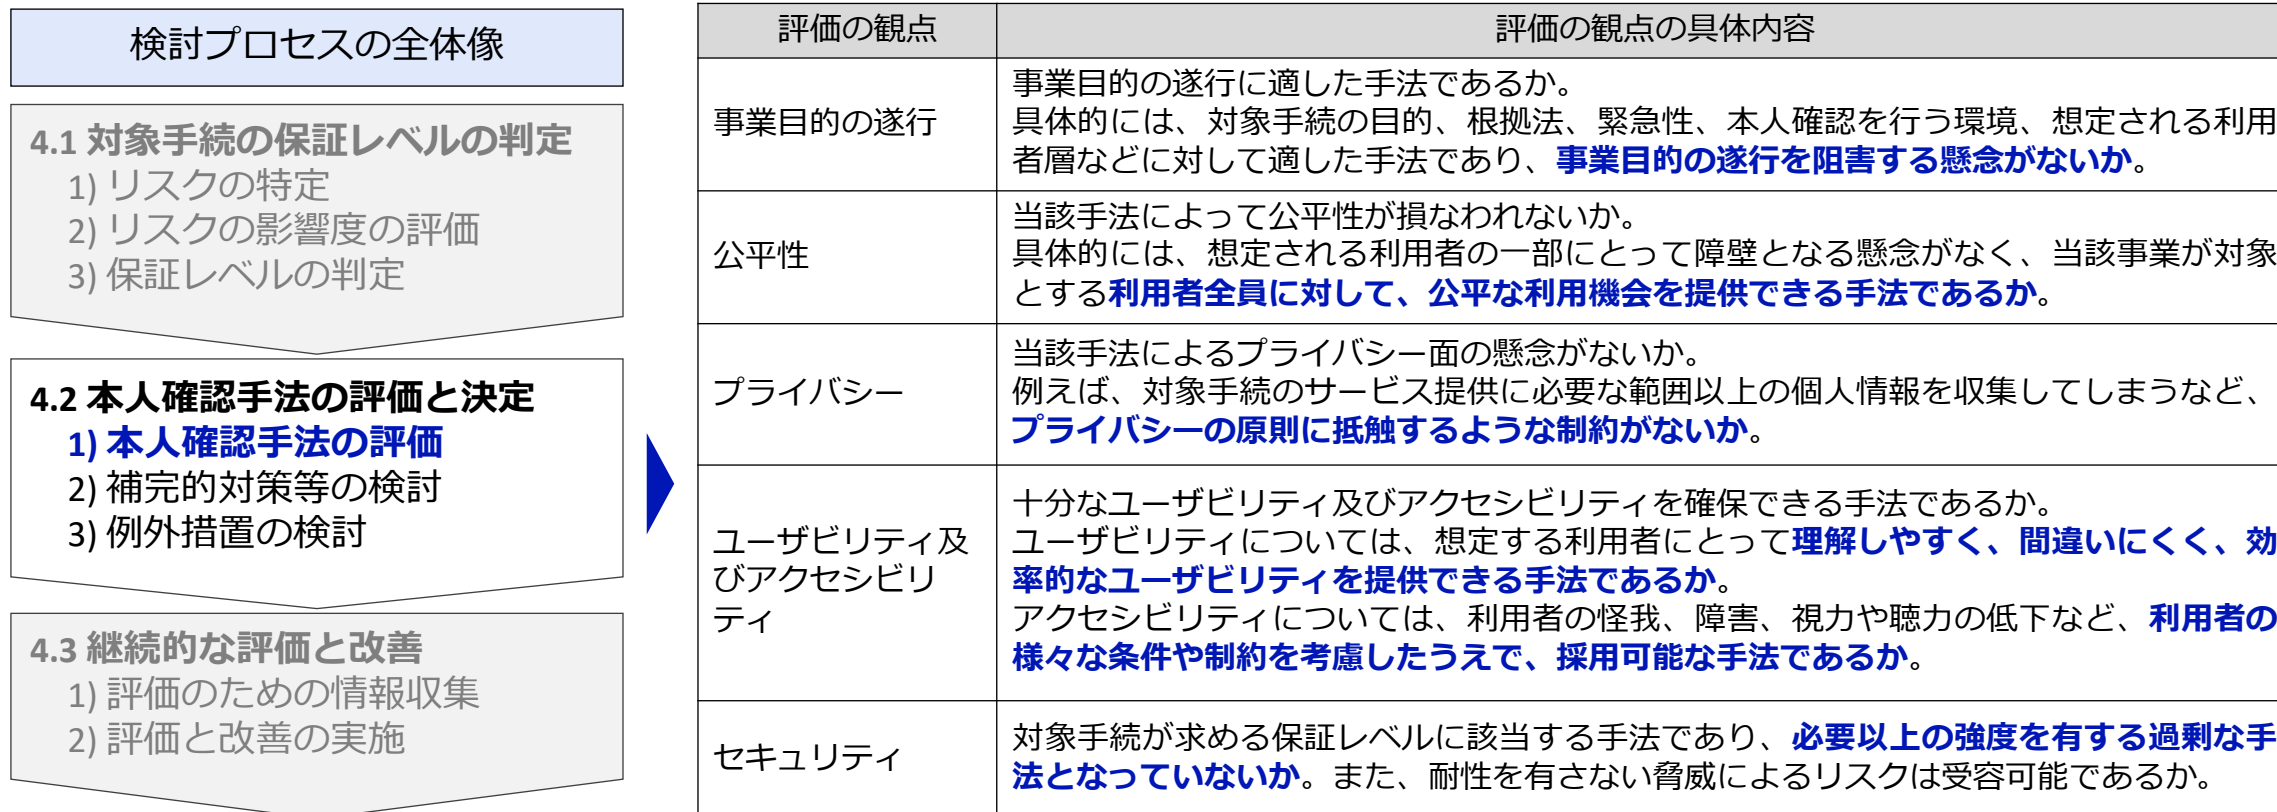 検討プロセスの全体像
4.1 対象手続の保証レベルの判定
1) リスクの特定
2) リスクの影響度の評価
3) 保証レベルの判定
4.2 本人確認手法の評価と決定
1) 本人確認手法の評価
2) 補完的対策等の検討
3) 例外措置の検討
4.3 継続的な評価と改善
1) 評価のための情報収集
2) 評価と改善の実施
評価の観点
評価の観点の具体内容
事業目的の遂行
事業目的の遂行に適した手法であるか。
具体的には、対象手続の目的、根拠法、緊急性、本人確認を行う環境、想定される利用
者層などに対して適した手法であり、事業目的の遂行を阻害する懸念がないか。
公平性
当該手法によって公平性が損なわれないか。
具体的には、想定される利用者の一部にとって障壁となる懸念がなく、当該事業が対象
とする利用者全員に対して、公平な利用機会を提供できる手法であるか。
プライバシー
当該手法によるプライバシー面の懸念がないか。
例えば、対象手続のサービス提供に必要な範囲以上の個人情報を収集してしまうなど、
プライバシーの原則に抵触するような制約がないか。
ユーザビリティ及
びアクセシビリ
ティ
十分なユーザビリティ及びアクセシビリティを確保できる手法であるか。
ユーザビリティについては、想定する利用者にとって理解しやすく、間違いにくく、効
率的なユーザビリティを提供できる手法であるか。
アクセシビリティについては、利用者の怪我、障害、視力や聴力の低下など、利用者の
様々な条件や制約を考慮したうえで、採用可能な手法であるか。
セキュリティ
対象手続が求める保証レベルに該当する手法であり、必要以上の強度を有する過剰な手
法となっていないか。また、耐性を有さない脅威によるリスクは受容可能であるか。